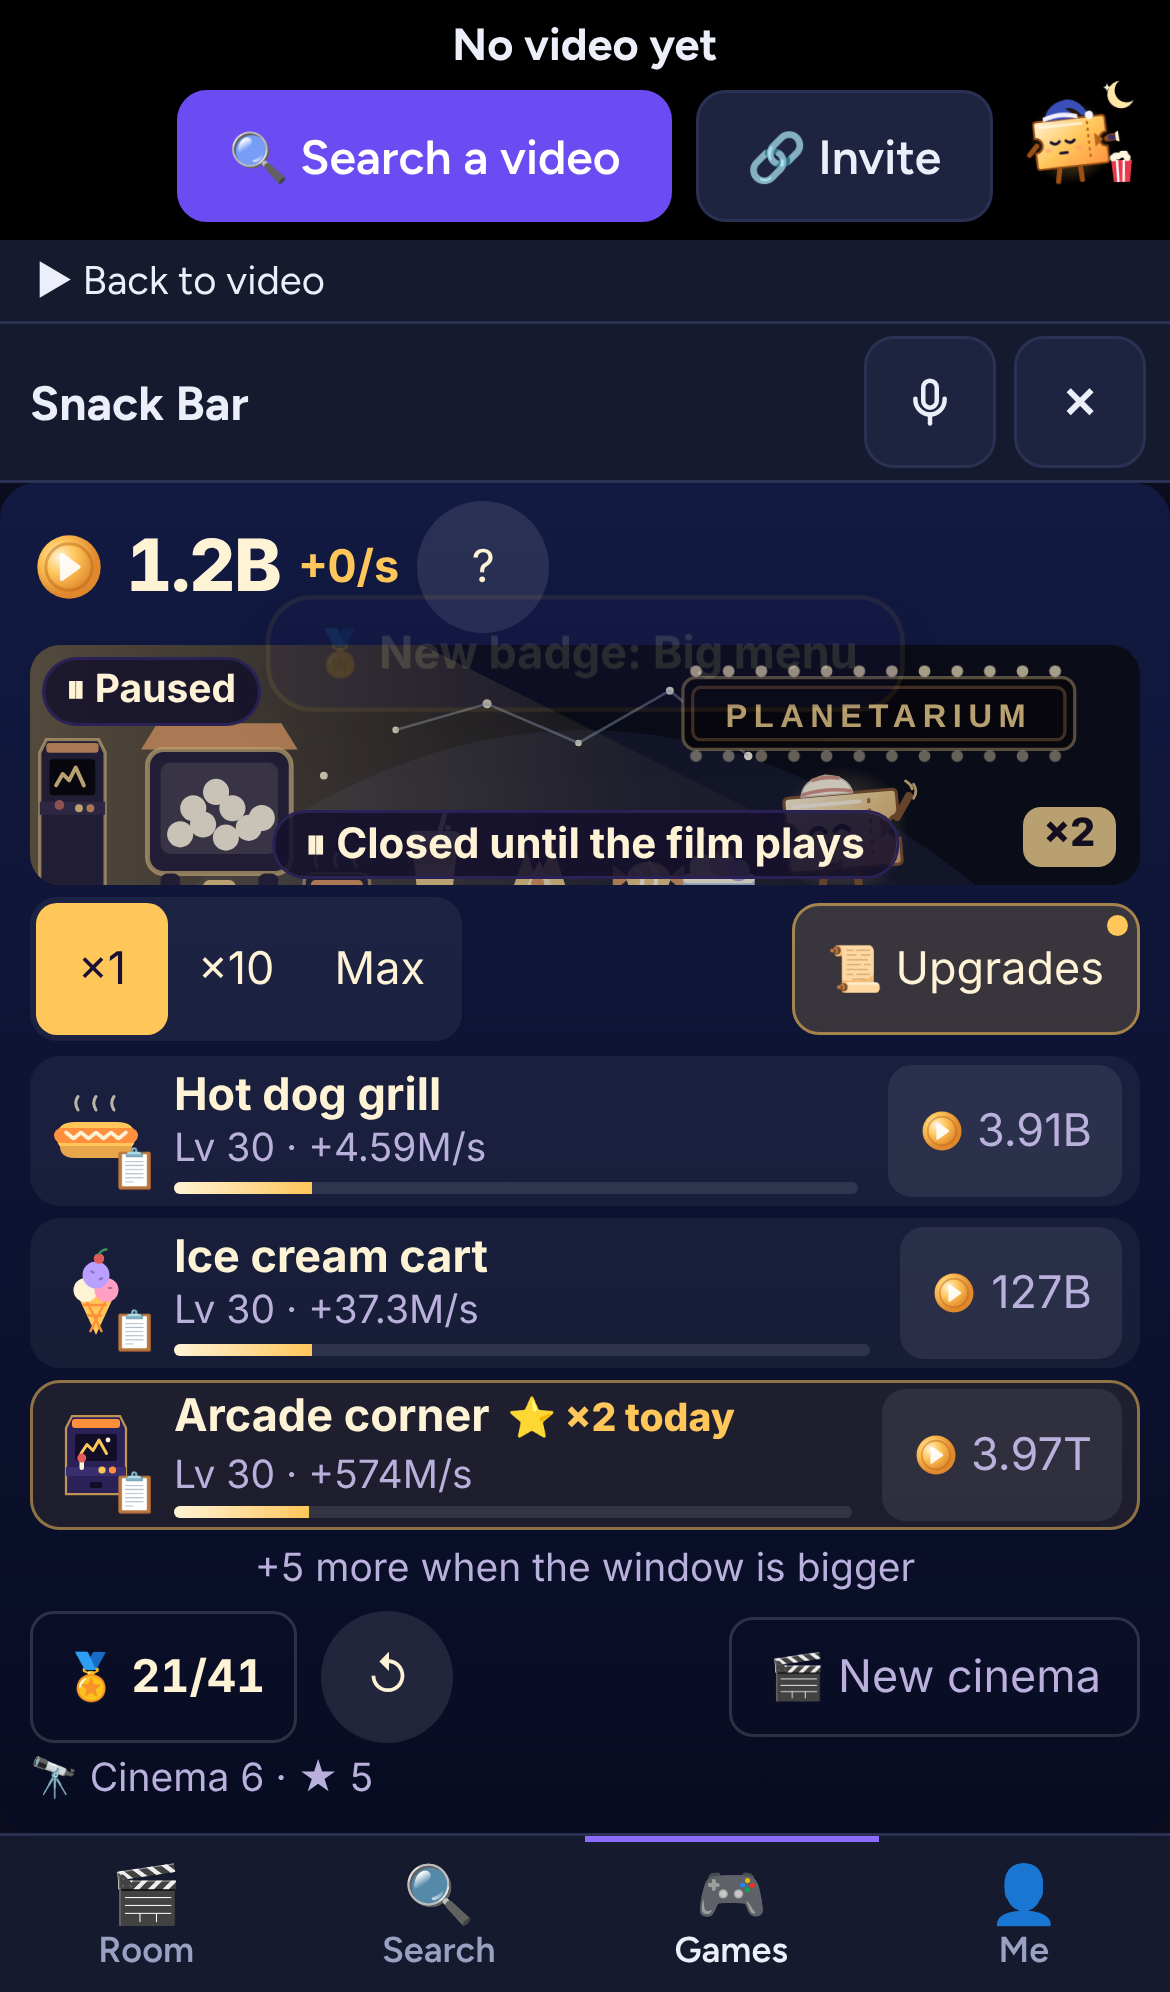 No video yet
🔍 Search a video
🔗 Invite
▶ Back to video
Snack Bar
×
1.2B +0/s ?
🏅 New badge: Big menu
⏸ Paused
PLANETARIUM
⏸ Closed until the film plays
×2
×1 ×10 Max
📜 Upgrades
Hot dog grill
Lv 30 · +4.59M/s
3.91B
Ice cream cart
Lv 30 · +37.3M/s
127B
Arcade corner ⭐ ×2 today
Lv 30 · +574M/s
3.97T
+5 more when the window is bigger
🏅 21/41
🎬 New cinema
🔭 Cinema 6 · ★ 5
Room
Search
Games
Me